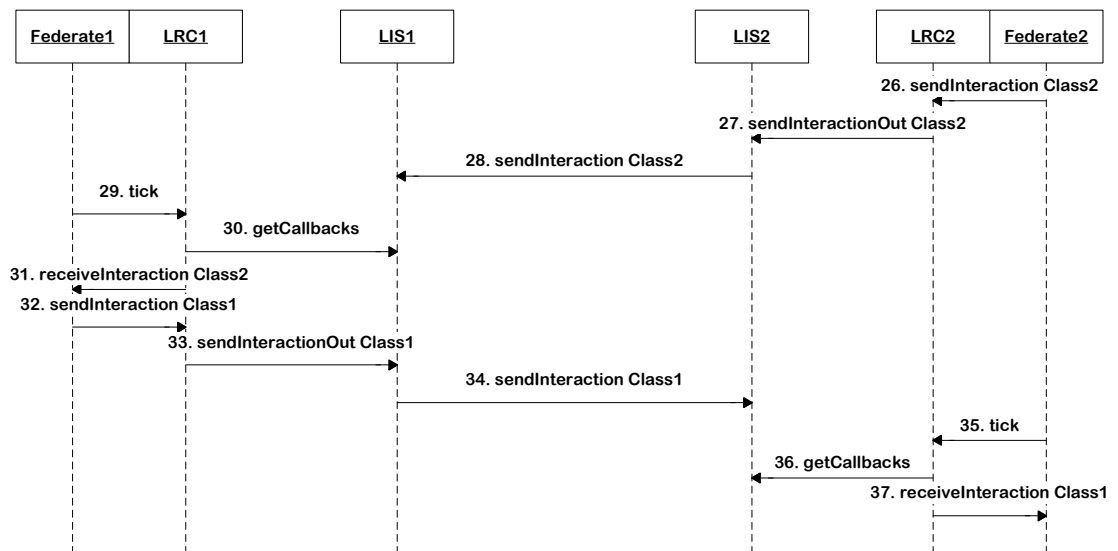 Federate1
LRC1
LIS1
LIS2
LRC2
Federate2
26. sendInteraction Class2
27. sendInteractionOut Class2
28. sendInteraction Class2
29. tick
30. getCallbacks
31. receiveInteraction Class2
32. sendInteraction Class1
33. sendInteractionOut Class1
34. sendInteraction Class1
35. tick
36. getCallbacks
37. receiveInteraction Class1